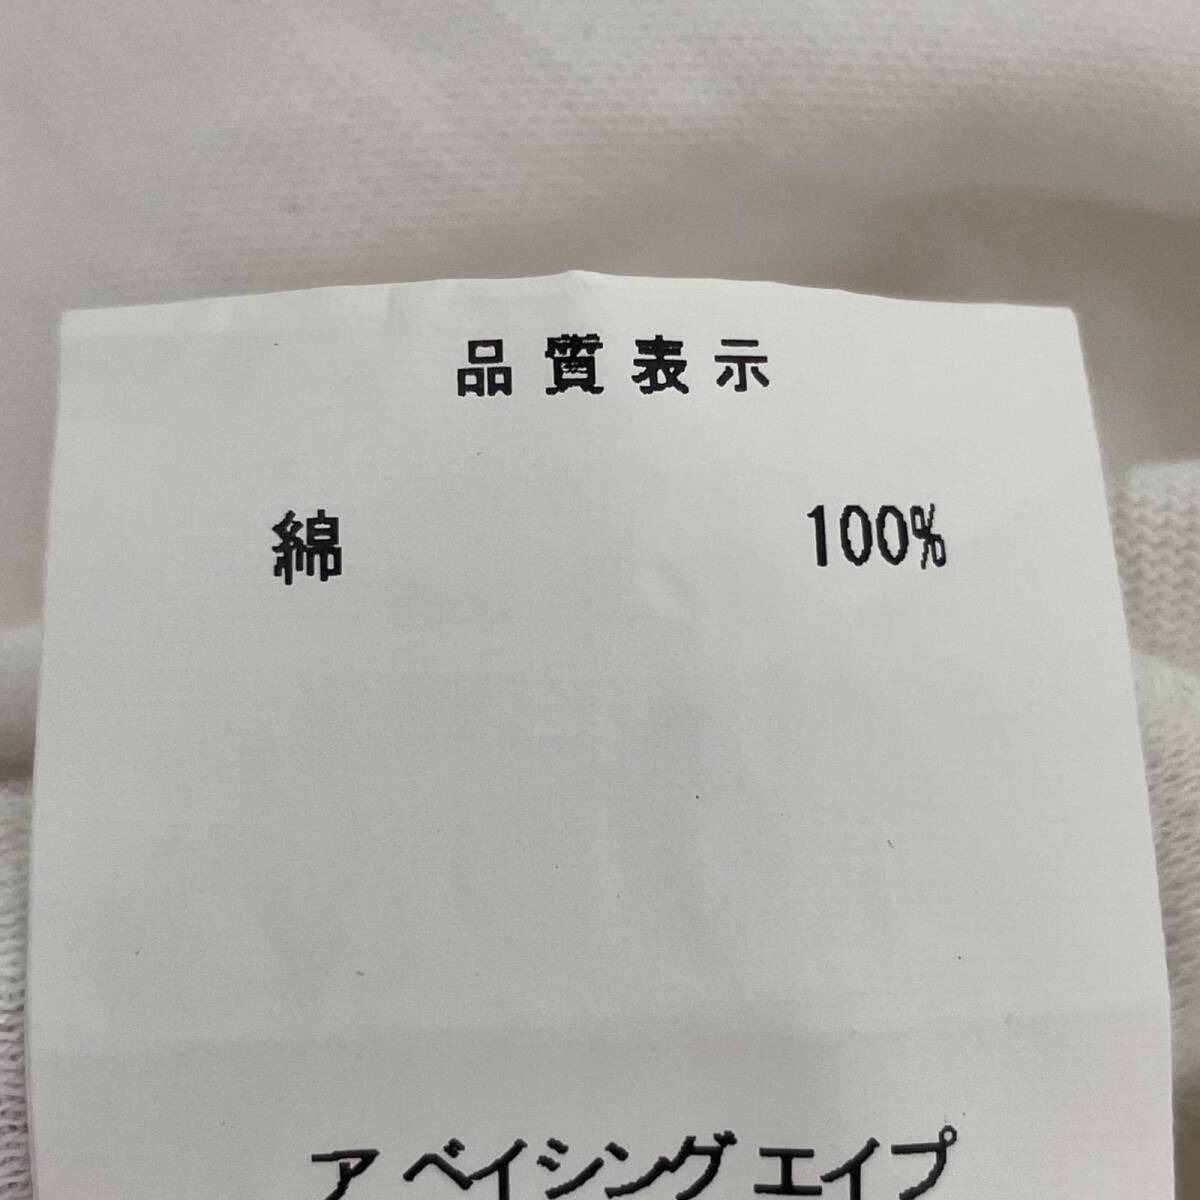 品質表示
綿 100%
ア ベイシング エイプ